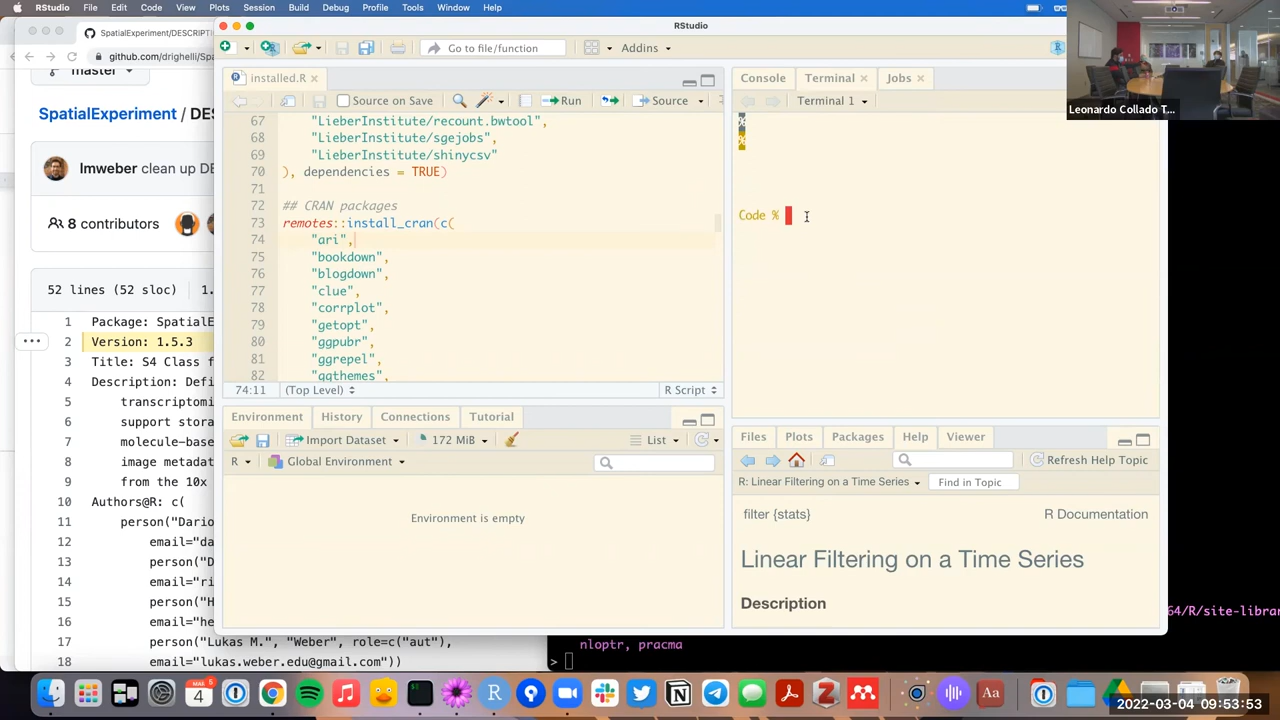 RStudio File Edit Code View Plots Session Build Debug Profile Tools Window Help
SpatialExperiment/DESCRIPTI
github.com/drighelli/Spa
master
SpatialExperiment / DES
lmweber clean up DE
8 contributors
52 lines (52 sloc) 1.
1 Package: SpatialE
2 Version: 1.5.3
3 Title: S4 Class f
4 Description: Defi
5 transcriptomi
6 support stora
7 molecule-base
8 image metadat
9 from the 10x
10 Authors@R: c(
11 person("Dario
12 email="da
13 person("D
14 email="ri
15 person("H
16 email="he
17 person("Lukas M.", "Weber", role=c("aut"),
18 email="lukas.weber.edu@gmail.com"))
RStudio
Go to file/function
Addins
installed.R
Source on Save
Run
Source
67 "LieberInstitute/recount.bwtool",
68 "LieberInstitute/sgejobs",
69 "LieberInstitute/shinycsv"
70 ), dependencies = TRUE)
71
72 ## CRAN packages
73 remotes::install_cran(c(
74 "ari",
75 "bookdown",
76 "blogdown",
77 "clue",
78 "corrplot",
79 "getopt",
80 "ggpubr",
81 "ggrepel",
82 "ggthemes",
74:11 (Top Level) R Script
Environment History Connections Tutorial
Import Dataset 172 MiB List
R Global Environment
Environment is empty
Console Terminal Jobs
Terminal 1
%
%
Code %
Files Plots Packages Help Viewer
Refresh Help Topic
R: Linear Filtering on a Time Series Find in Topic
filter {stats} R Documentation
Linear Filtering on a Time Series
Description
64/R/site-librar
nloptr, pracma
>
Leonardo Collado T...
MAR
4
5
Aa
2022-03-04 09:53:53